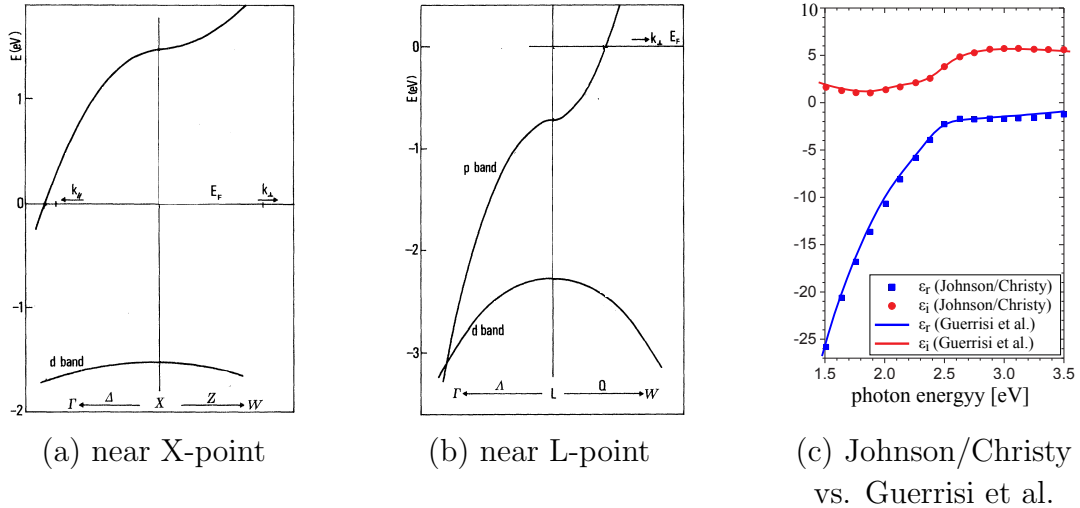 E(eV)
1
0
-1
-2
k∥
E_F
k⊥
d band
Γ Δ X Z W
(a) near X-point
E(eV)
0
-1
-2
-3
k⊥ E_F
p band
d band
Γ Λ L Q W
(b) near L-point
10
5
0
-5
-10
-15
-20
-25
ε_r (Johnson/Christy)
ε_i (Johnson/Christy)
ε_r (Guerrisi et al.)
ε_i (Guerrisi et al.)
1.5 2.0 2.5 3.0 3.5
photon energyy [eV]
(c) Johnson/Christy
vs. Guerrisi et al.